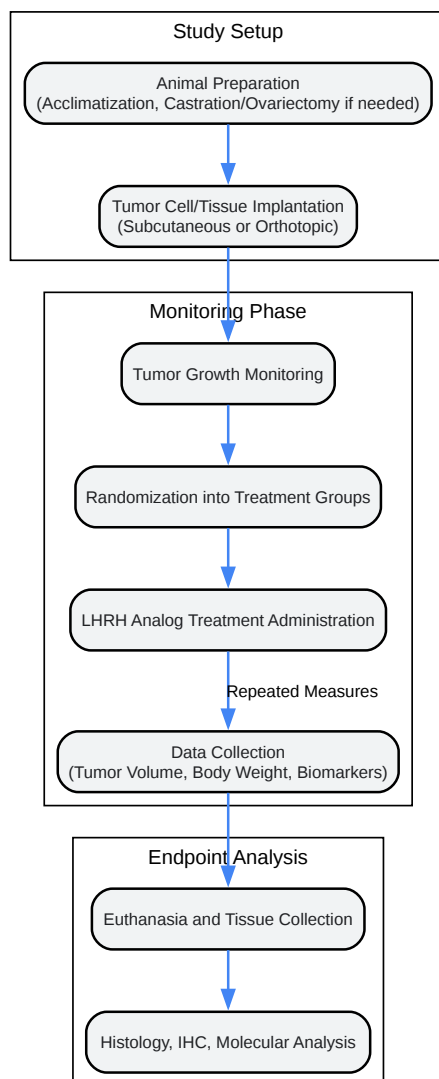 Study Setup
Animal Preparation
(Acclimatization, Castration/Ovariectomy if needed)
Tumor Cell/Tissue Implantation
(Subcutaneous or Orthotopic)
Monitoring Phase
Tumor Growth Monitoring
Randomization into Treatment Groups
LHRH Analog Treatment Administration
Repeated Measures
Data Collection
(Tumor Volume, Body Weight, Biomarkers)
Endpoint Analysis
Euthanasia and Tissue Collection
Histology, IHC, Molecular Analysis